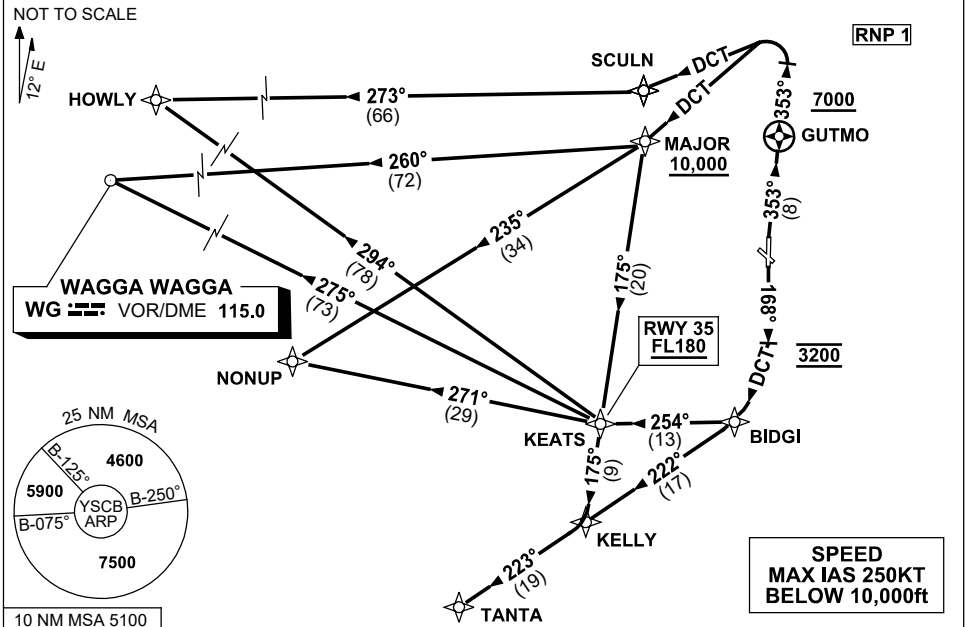 NOT TO SCALE
12° E
RNP 1
SCULN
DCT
DCT
HOWLY
273°
(66)
353°
7000
GUTMO
MAJOR
10,000
260°
(72)
353°
(8)
235°
(34)
294°
(78)
175°
(20)
275°
(73)
WAGGA WAGGA
WG VOR/DME 115.0
169°
RWY 35
FL180
3200
DCT
NONUP
271°
(29)
KEATS
254°
(13)
BIDGI
25 NM MSA
B-125°
4600
5900
YSCB
ARP
B-250°
B-075°
7500
175°
(9)
222°
(17)
KELLY
223°
(19)
TANTA
SPEED
MAX IAS 250KT
BELOW 10,000ft
10 NM MSA 5100